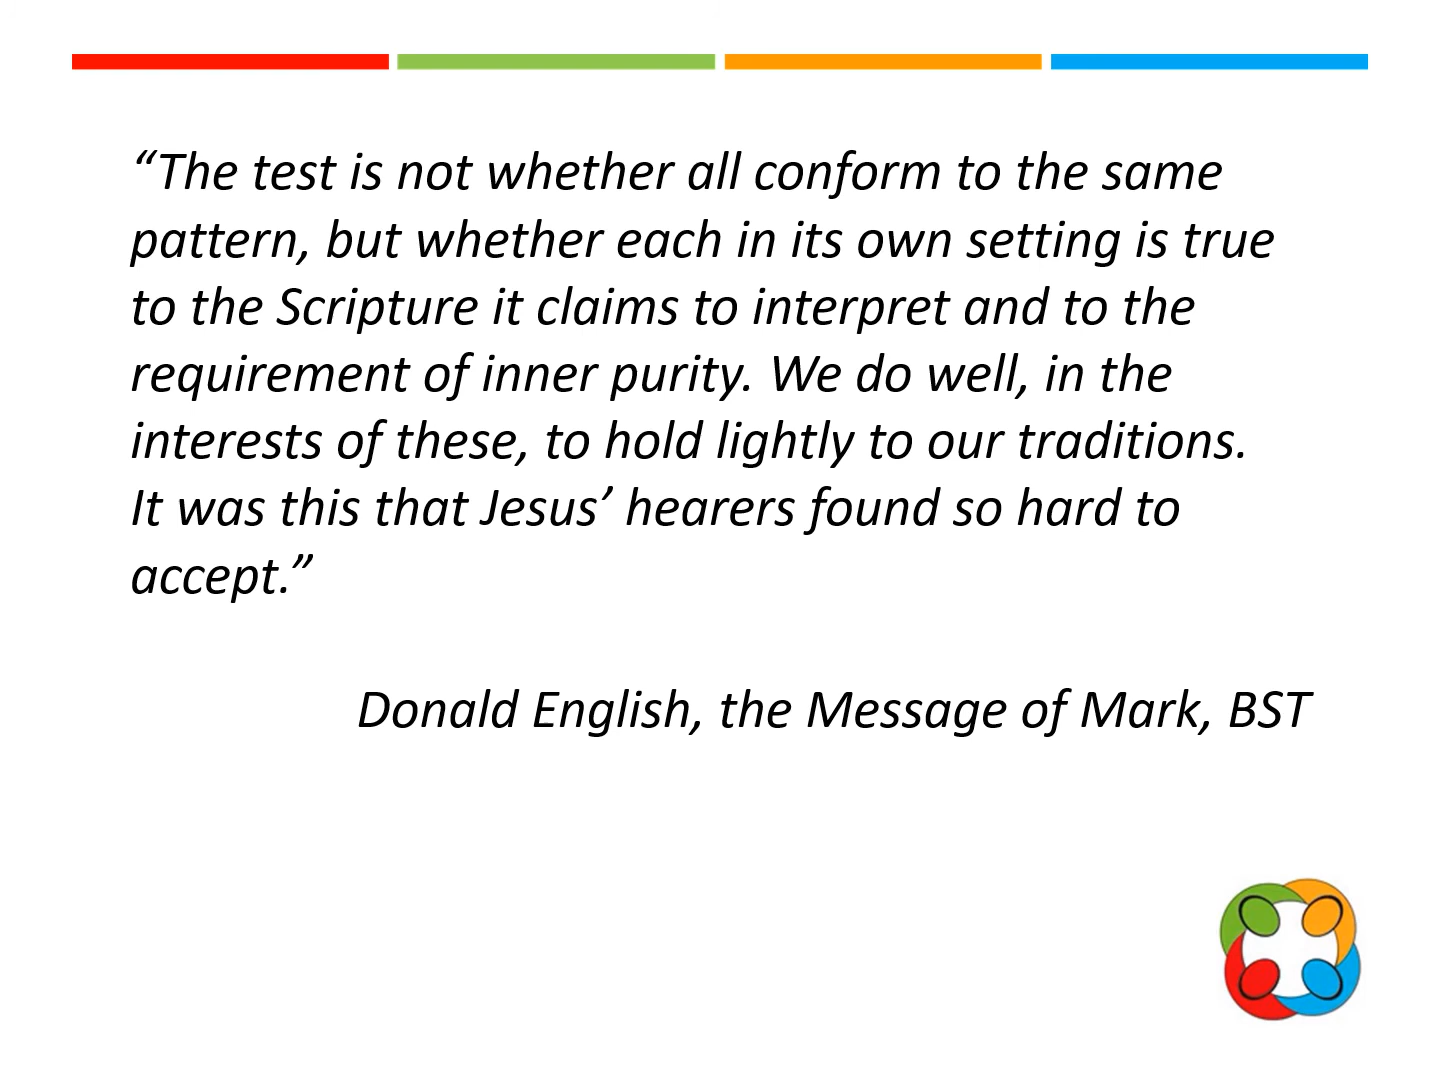 “The test is not whether all conform to the same
pattern, but whether each in its own setting is true
to the Scripture it claims to interpret and to the
requirement of inner purity. We do well, in the
interests of these, to hold lightly to our traditions.
It was this that Jesus’ hearers found so hard to
accept.”
Donald English, the Message of Mark, BST